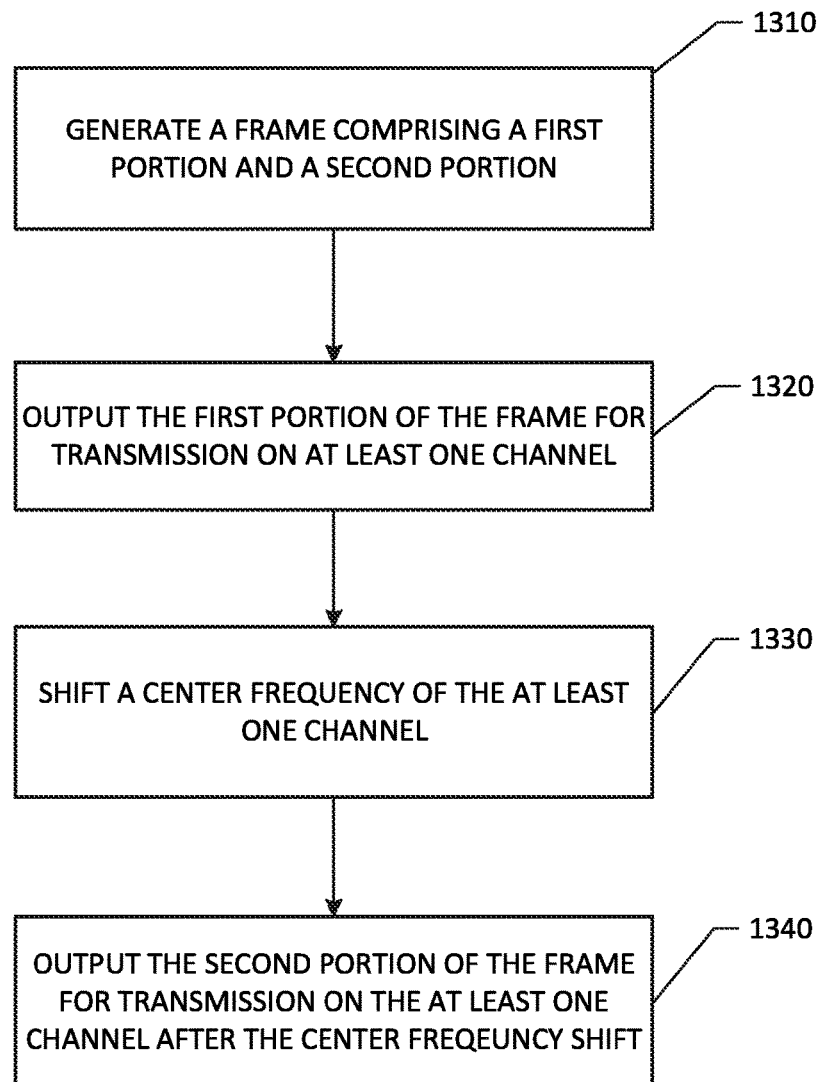 1310
GENERATE A FRAME COMPRISING A FIRST
PORTION AND A SECOND PORTION
1320
OUTPUT THE FIRST PORTION OF THE FRAME FOR
TRANSMISSION ON AT LEAST ONE CHANNEL
1330
SHIFT A CENTER FREQUENCY OF THE AT LEAST
ONE CHANNEL
1340
OUTPUT THE SECOND PORTION OF THE FRAME
FOR TRANSMISSION ON THE AT LEAST ONE
CHANNEL AFTER THE CENTER FREQEUNCY SHIFT